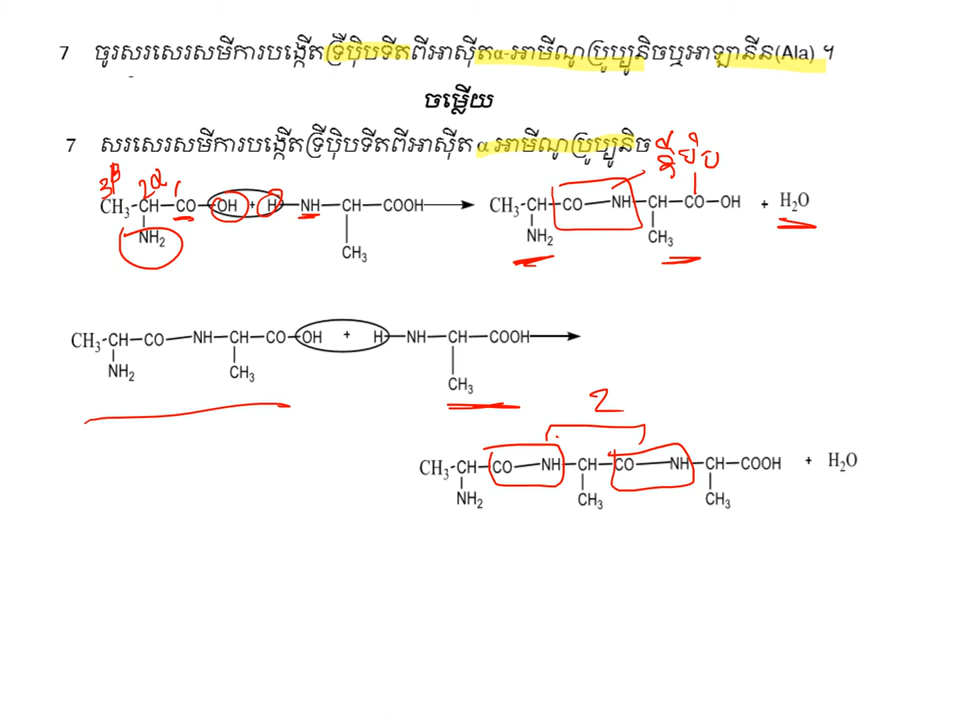 7 ចូរសរសេរសមីការបង្កើតទ្រីប៉ិបទីតពីអាស៊ីតα-អាមីណូប្រូប្យូនិចឬអាឡានីន(Ala) ។
ចម្លើយ
7 សរសេរសមីការបង្កើតទ្រីប៉ិបទីតពីអាស៊ីត α អាមីណូប្រូប្យូនិច
3β 2α 1
CH3-CH—CO—OH + H—NH—CH—COOH→ CH3-CH—CO—NH—CH—CO—OH + H2O
NH2 CH3 NH2 CH3
CH3-CH—CO—NH—CH—CO—OH + H—NH—CH—COOH→
NH2 CH3 CH3
2
CH3-CH—CO—NH—CH—CO—NH—CH—COOH + H2O
NH2 CH3 CH3